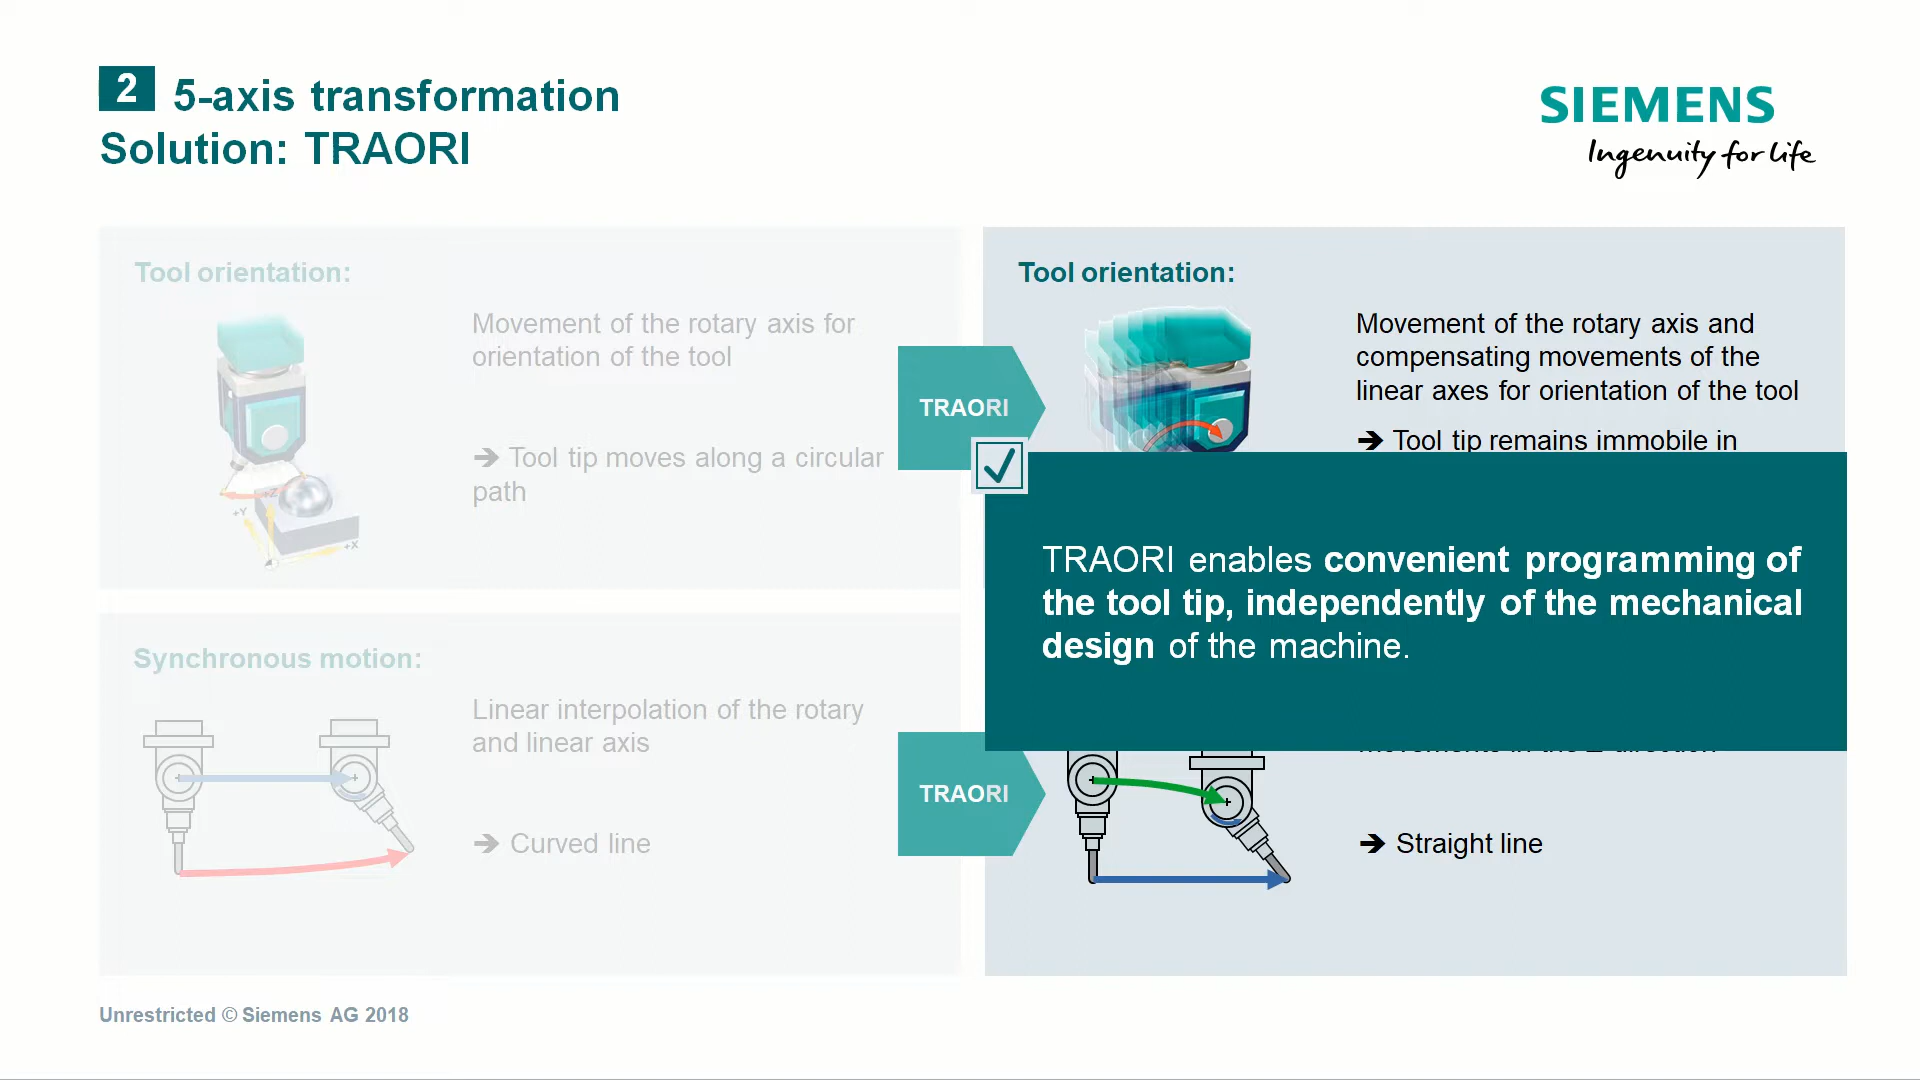 2 5-axis transformation
Solution: TRAORI
SIEMENS
Ingenuity for life
Tool orientation:
Movement of the rotary axis for
orientation of the tool
➔ Tool tip moves along a circular
path
+Z
+Y
+X
TRAORI
Tool orientation:
Movement of the rotary axis and
compensating movements of the
linear axes for orientation of the tool
➔ Tool tip remains immobile in
TRAORI enables convenient programming of
the tool tip, independently of the mechanical
design of the machine.
Synchronous motion:
Linear interpolation of the rotary
and linear axis
➔ Curved line
TRAORI
➔ Straight line
Unrestricted © Siemens AG 2018